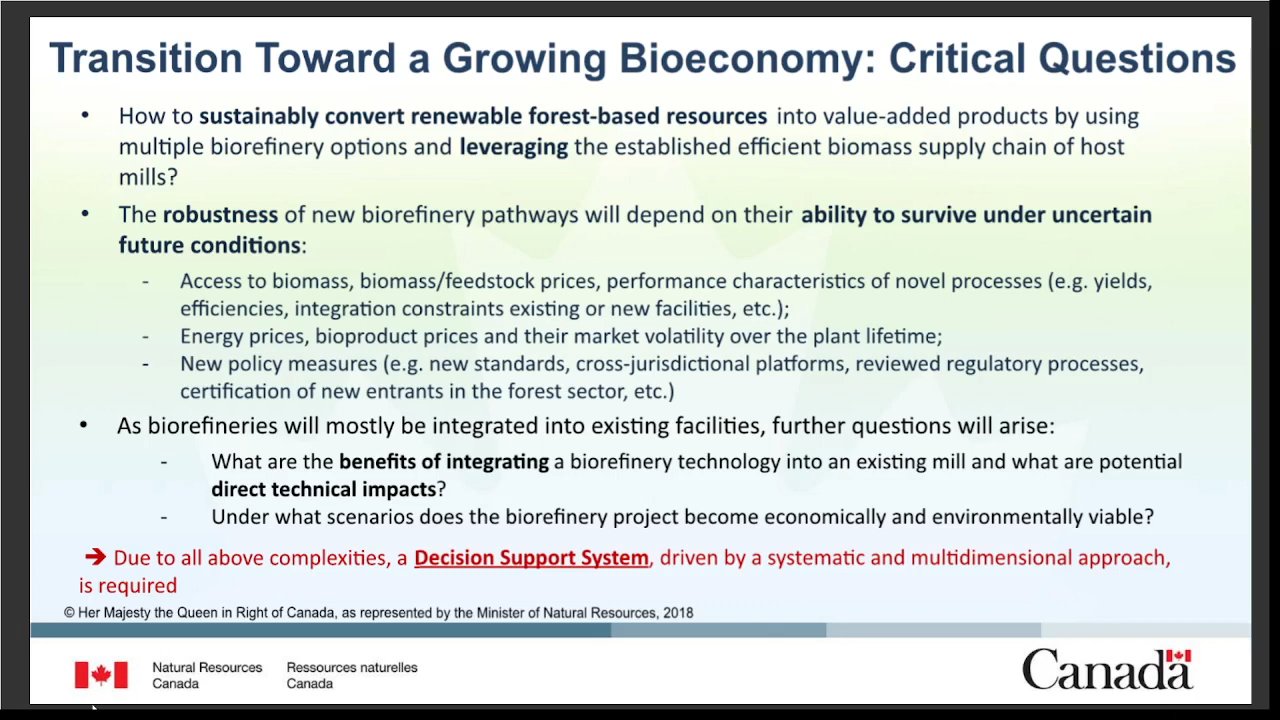 Transition Toward a Growing Bioeconomy: Critical Questions
• How to sustainably convert renewable forest-based resources into value-added products by using
multiple biorefinery options and leveraging the established efficient biomass supply chain of host
mills?
• The robustness of new biorefinery pathways will depend on their ability to survive under uncertain
future conditions:
- Access to biomass, biomass/feedstock prices, performance characteristics of novel processes (e.g. yields,
efficiencies, integration constraints existing or new facilities, etc.);
- Energy prices, bioproduct prices and their market volatility over the plant lifetime;
- New policy measures (e.g. new standards, cross-jurisdictional platforms, reviewed regulatory processes,
certification of new entrants in the forest sector, etc.)
• As biorefineries will mostly be integrated into existing facilities, further questions will arise:
- What are the benefits of integrating a biorefinery technology into an existing mill and what are potential
direct technical impacts?
- Under what scenarios does the biorefinery project become economically and environmentally viable?
➔ Due to all above complexities, a Decision Support System, driven by a systematic and multidimensional approach,
is required
© Her Majesty the Queen in Right of Canada, as represented by the Minister of Natural Resources, 2018
Natural Resources
Canada
Ressources naturelles
Canada
Canada